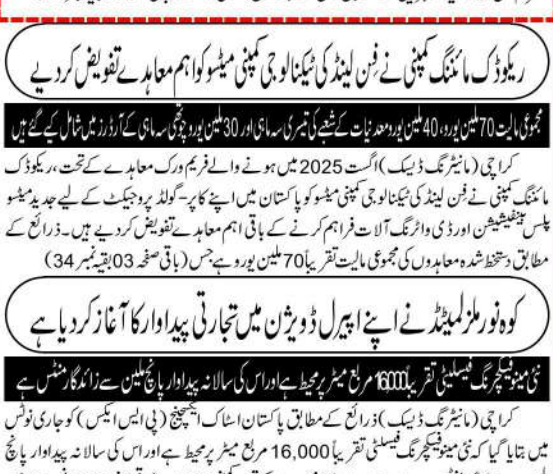 ریکوڈک مائننگ کمپنی نے فن لینڈ کی ٹیکنالوجی کمپنی میٹسو کو اہم معاہدے تفویض کردیے
مجموعی مالیت 70 ملین یورو، 40 ملین یورو معدنیات کے شعبے کی تیسری سہ ماہی اور 30 ملین یورو چوتھی سہ ماہی کے آرڈرز میں شامل کیے گئے ہیں
کراچی (مانیٹرنگ ڈیسک) اگست 2025 میں ہونے والے فریم ورک معاہدے کے تحت، ریکوڈک
مائننگ کمپنی نے فن لینڈ کی ٹیکنالوجی کمپنی میٹسو کو پاکستان میں اپنے کاپر-گولڈ پروجیکٹ کے لیے جدید میٹسو
پلس بینیفیشیشن اور ڈی واٹرنگ آلات فراہم کرنے کے باقی اہم معاہدے تفویض کردیے ہیں۔ ذرائع کے
مطابق دستخط شدہ معاہدوں کی مجموعی مالیت تقریباً 70 ملین یورو ہے جس (باقی صفحہ 03 بقیہ نمبر 34)
کوہ نور ملز لمیٹڈ نے اپنے اپیرل ڈویژن میں تجارتی پیداوار کا آغاز کردیا ہے
نئی مینوفیکچرنگ فیسلیٹی تقریباً 16,000 مربع میٹر پر محیط ہے اور اس کی سالانہ پیداوار پانچ ملین سے زائد گارمنٹس ہے
کراچی (مانیٹرنگ ڈیسک) ذرائع کے مطابق پاکستان اسٹاک ایکسچینج (پی ایس ایکس) کو جاری نوٹس
میں بتایا گیا کہ نئی مینوفیکچرنگ فیسلٹی تقریباً 16,000 مربع میٹر پر محیط ہے اور اس کی سالانہ پیداوار پانچ